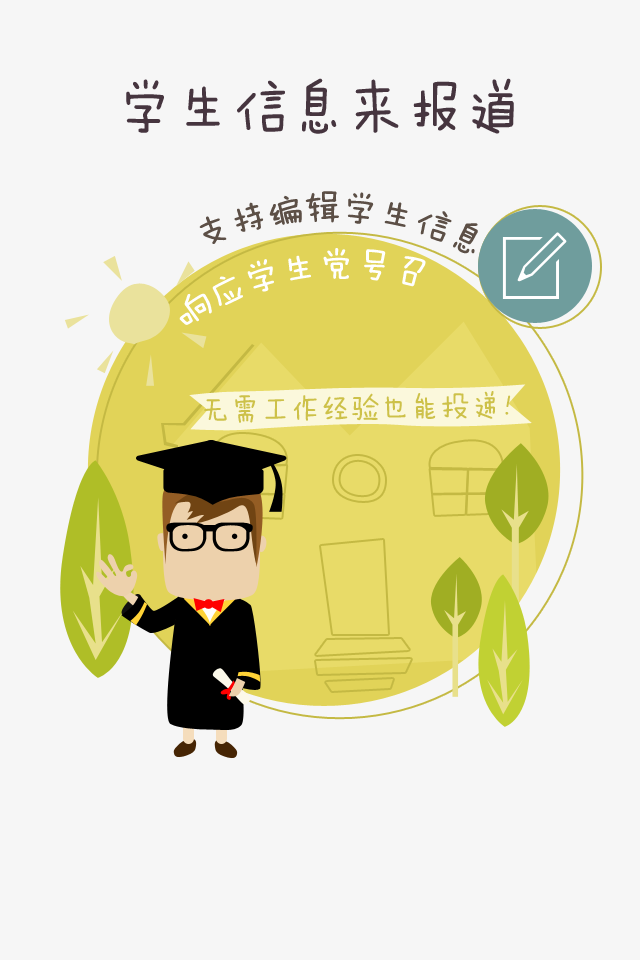 学生信息来报道
支持编辑学生信息
响应学生党号召
无需工作经验也能投递！